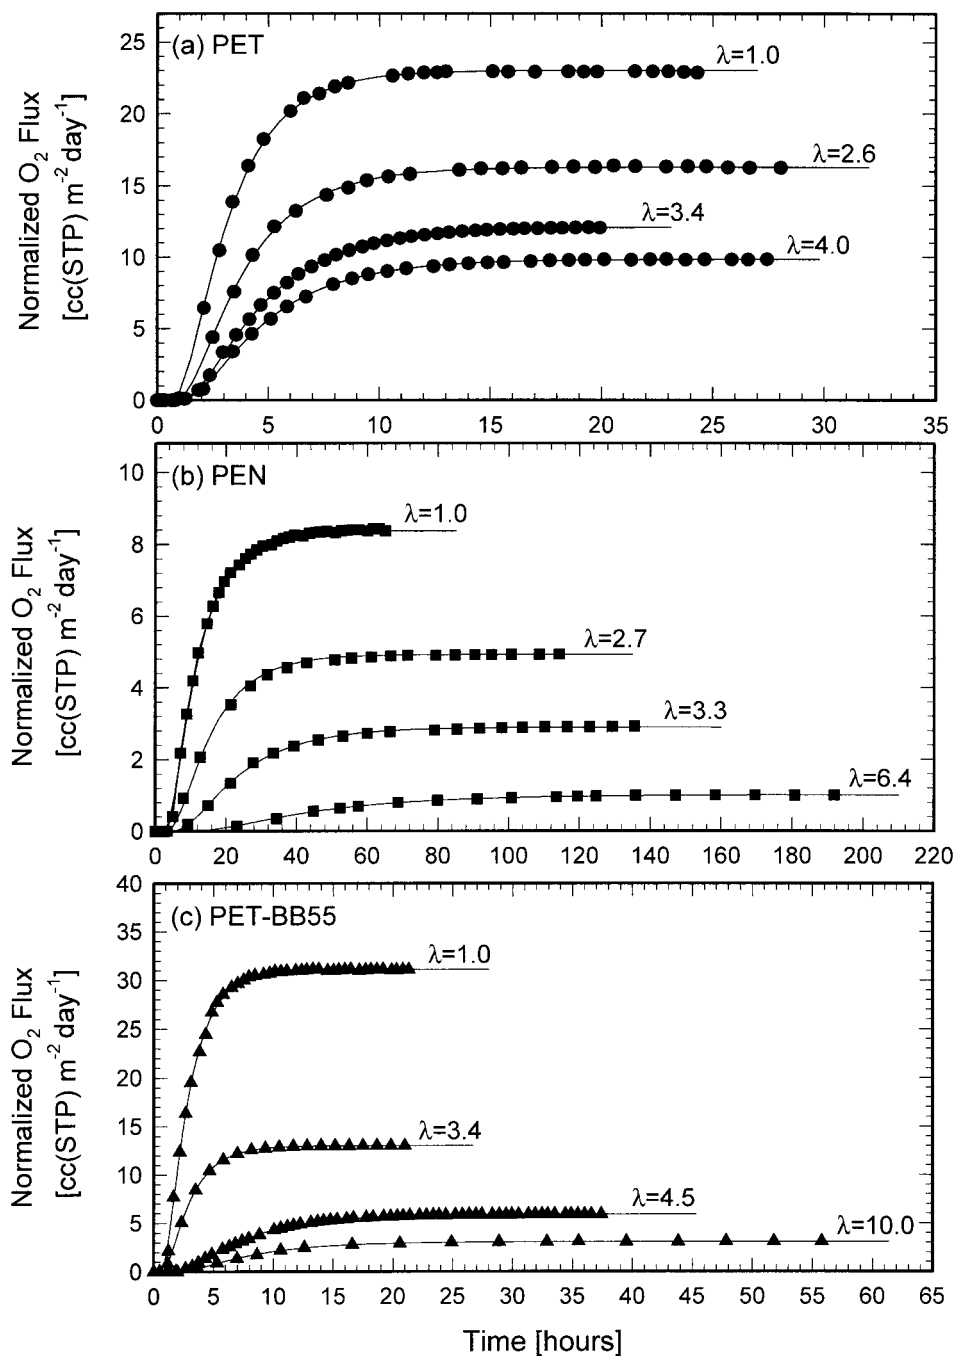 (a) PET
λ=1.0
λ=2.6
λ=3.4
λ=4.0
Normalized O₂ Flux
[cc(STP) m⁻² day⁻¹]
25
20
15
10
5
0
0 5 10 15 20 25 30 35
(b) PEN
λ=1.0
λ=2.7
λ=3.3
λ=6.4
Normalized O₂ Flux
[cc(STP) m⁻² day⁻¹]
10
8
6
4
2
0
0 20 40 60 80 100 120 140 160 180 200 220
(c) PET-BB55
λ=1.0
λ=3.4
λ=4.5
λ=10.0
Normalized O₂ Flux
[cc(STP) m⁻² day⁻¹]
40
35
30
25
20
15
10
5
0
0 5 10 15 20 25 30 35 40 45 50 55 60 65
Time [hours]